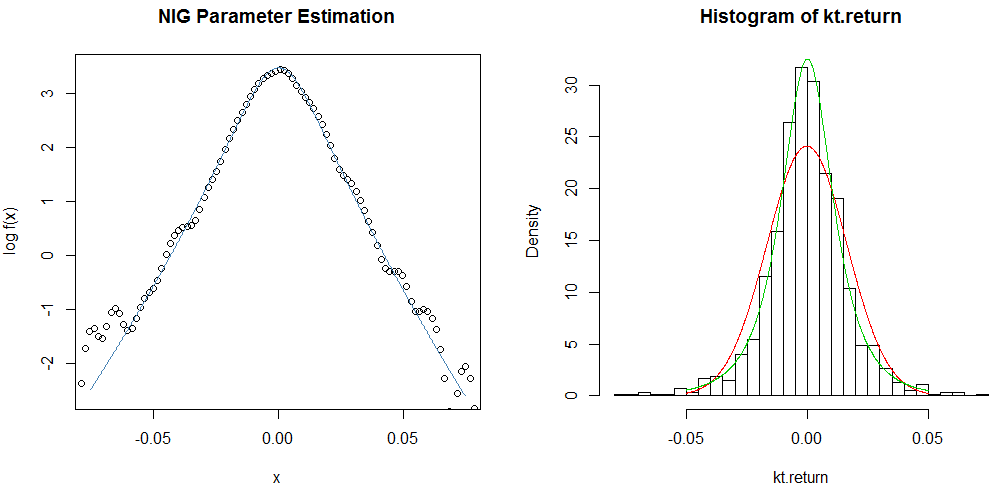 NIG Parameter Estimation
log f(x)
3
2
1
0
-1
-2
-0.05 0.00 0.05
x
Histogram of kt.return
Density
30
25
20
15
10
5
0
-0.05 0.00 0.05
kt.return